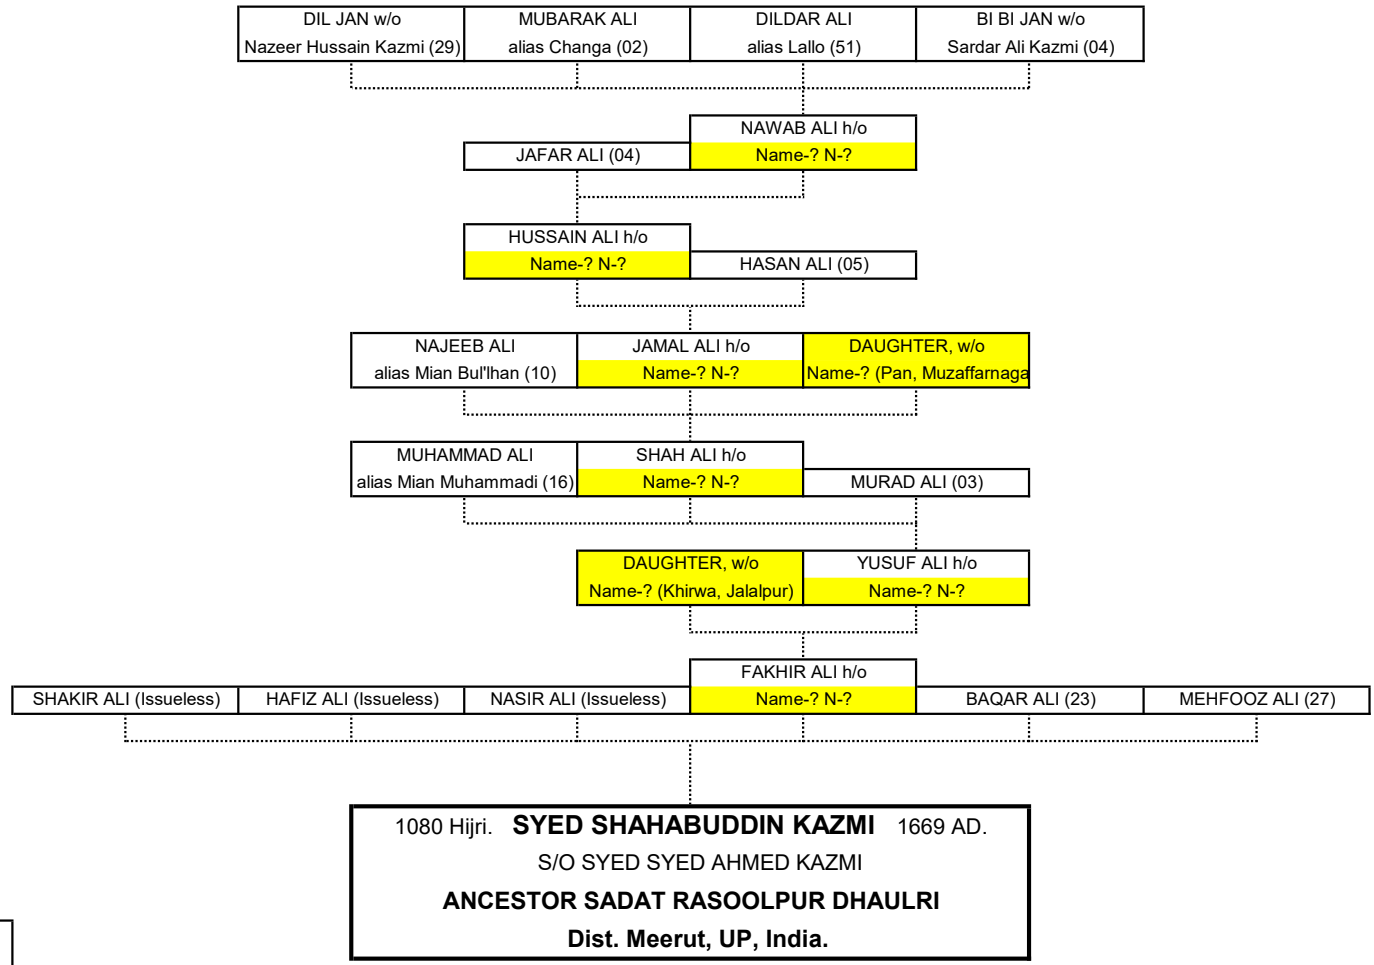 DIL JAN w/o
Nazeer Hussain Kazmi (29)
MUBARAK ALI
alias Changa (02)
DILDAR ALI
alias Lallo (51)
BI BI JAN w/o
Sardar Ali Kazmi (04)
JAFAR ALI (04)
NAWAB ALI h/o
Name-? N-?
HUSSAIN ALI h/o
Name-? N-?
HASAN ALI (05)
NAJEEB ALI
alias Mian Bul'lhan (10)
JAMAL ALI h/o
Name-? N-?
DAUGHTER, w/o
Name-? (Pan, Muzaffarnaga
MUHAMMAD ALI
alias Mian Muhammadi (16)
SHAH ALI h/o
Name-? N-?
MURAD ALI (03)
DAUGHTER, w/o
Name-? (Khirwa, Jalalpur)
YUSUF ALI h/o
Name-? N-?
SHAKIR ALI (Issueless)
HAFIZ ALI (Issueless)
NASIR ALI (Issueless)
FAKHIR ALI h/o
Name-? N-?
BAQAR ALI (23)
MEHFOOZ ALI (27)
1080 Hijri. SYED SHAHABUDDIN KAZMI 1669 AD.
S/O SYED SYED AHMED KAZMI
ANCESTOR SADAT RASOOLPUR DHAULRI
Dist. Meerut, UP, India.